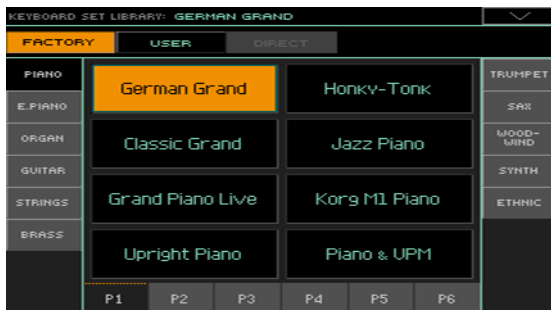 KEYBOARD SET LIBRARY: GERMAN GRAND
FACTORY USER DIRECT
PIANO
E.PIANO
ORGAN
GUITAR
STRINGS
BRASS
German Grand Honky-Tonk
Classic Grand Jazz Piano
Grand Piano Live Korg M1 Piano
Upright Piano Piano & UPM
TRUMPET
SAX
WOOD-
WIND
SYNTH
ETHNIC
P1 P2 P3 P4 P5 P6